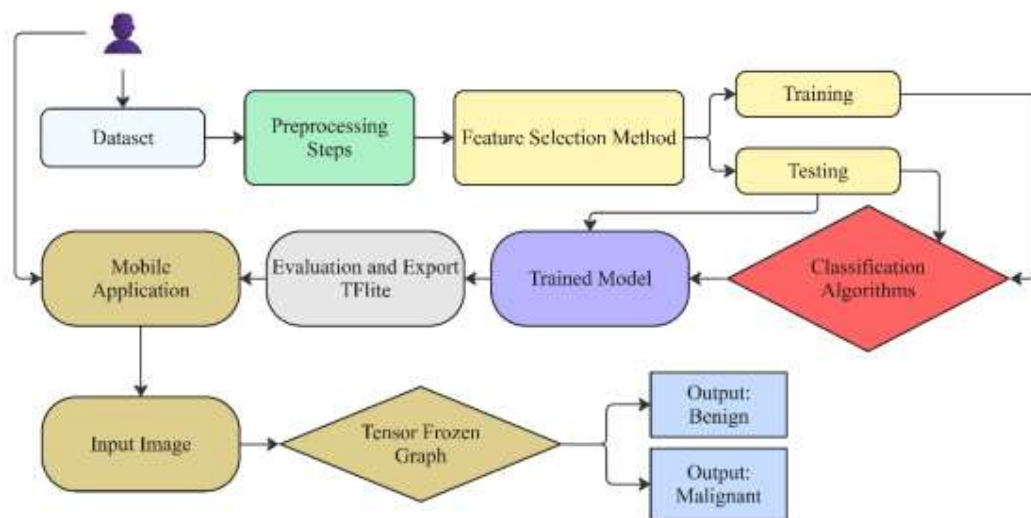 Training
Dataset
Preprocessing
Steps
Feature Selection Method
Testing
Mobile
Application
Evaluation and Export
TFlite
Trained Model
Classification
Algorithms
Input Image
Tensor Frozen
Graph
Output:
Benign
Output:
Malignant